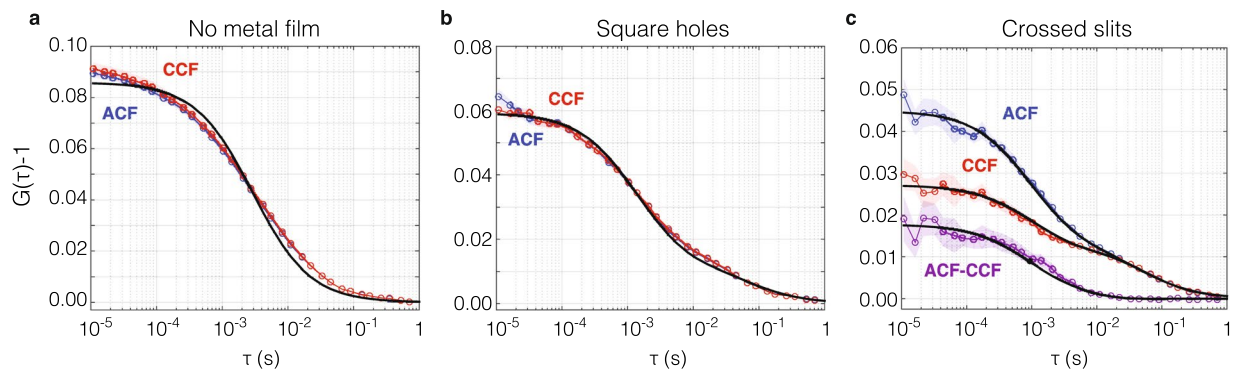 a No metal film
0.10
0.08
0.06
0.04
0.02
0.00
G(τ)-1
CCF
ACF
10⁻⁵ 10⁻⁴ 10⁻³ 10⁻² 10⁻¹ 1
τ (s)
b Square holes
0.08
0.06
0.04
0.02
0.00
CCF
ACF
10⁻⁵ 10⁻⁴ 10⁻³ 10⁻² 10⁻¹ 1
τ (s)
c Crossed slits
0.06
0.05
0.04
0.03
0.02
0.01
0.00
ACF
CCF
ACF-CCF
10⁻⁵ 10⁻⁴ 10⁻³ 10⁻² 10⁻¹ 1
τ (s)